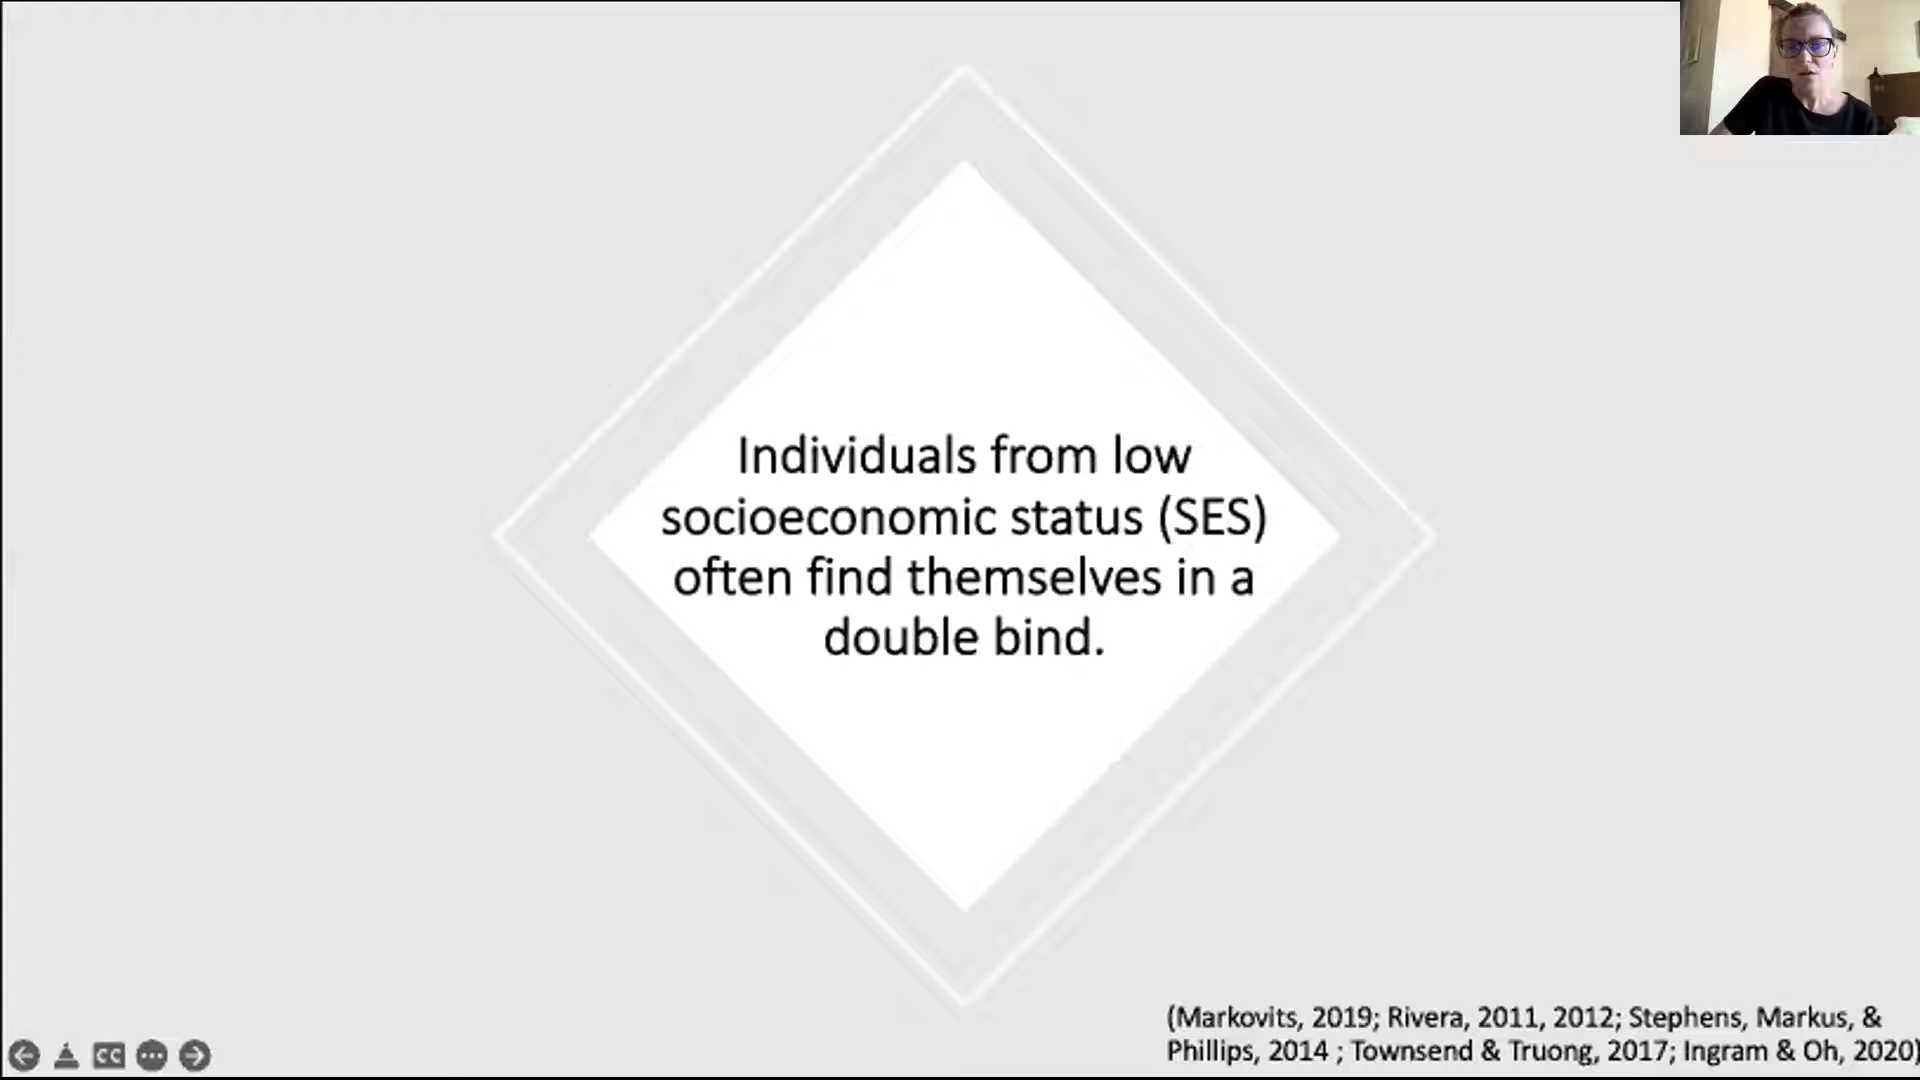 Individuals from low
socioeconomic status (SES)
often find themselves in a
double bind.
(Markovits, 2019; Rivera, 2011, 2012; Stephens, Markus, &
Phillips, 2014 ; Townsend & Truong, 2017; Ingram & Oh, 2020)
CC